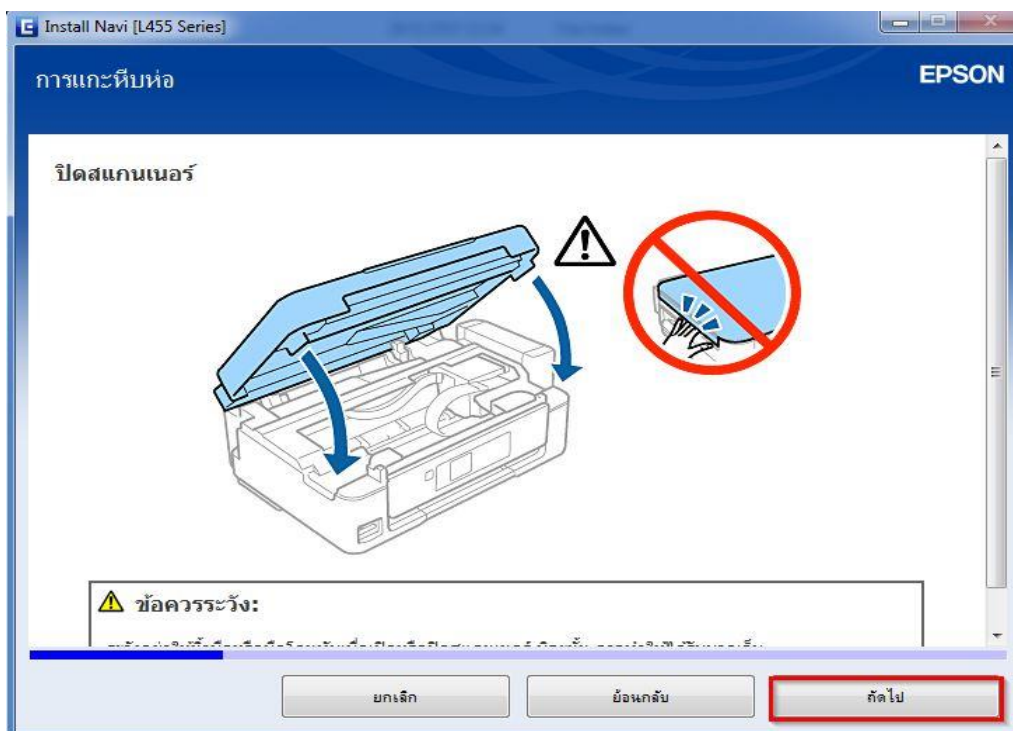 Install Navi [L455 Series]
การแกะหีบห่อ
EPSON
ปิดสแกนเนอร์
ข้อควรระวัง:
ยกเลิก
ย้อนกลับ
ถัดไป